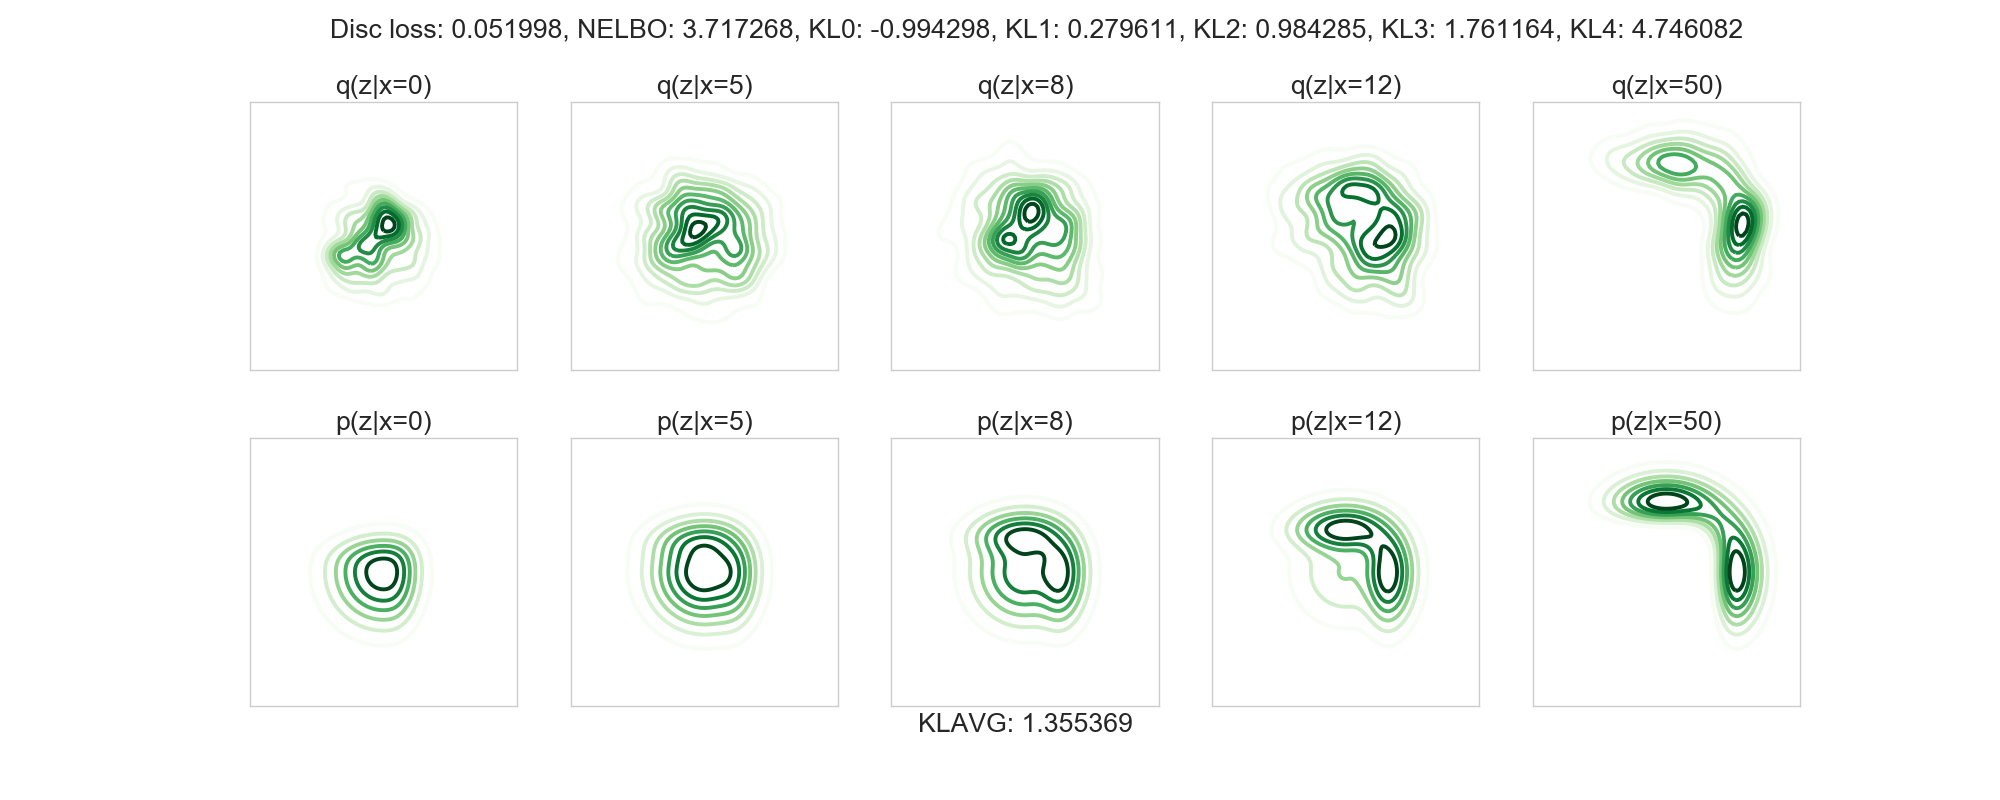 Disc loss: 0.051998, NELBO: 3.717268, KL0: -0.994298, KL1: 0.279611, KL2: 0.984285, KL3: 1.761164, KL4: 4.746082
q(z|x=0) q(z|x=5) q(z|x=8) q(z|x=12) q(z|x=50)
p(z|x=0) p(z|x=5) p(z|x=8) p(z|x=12) p(z|x=50)
KLAVG: 1.355369